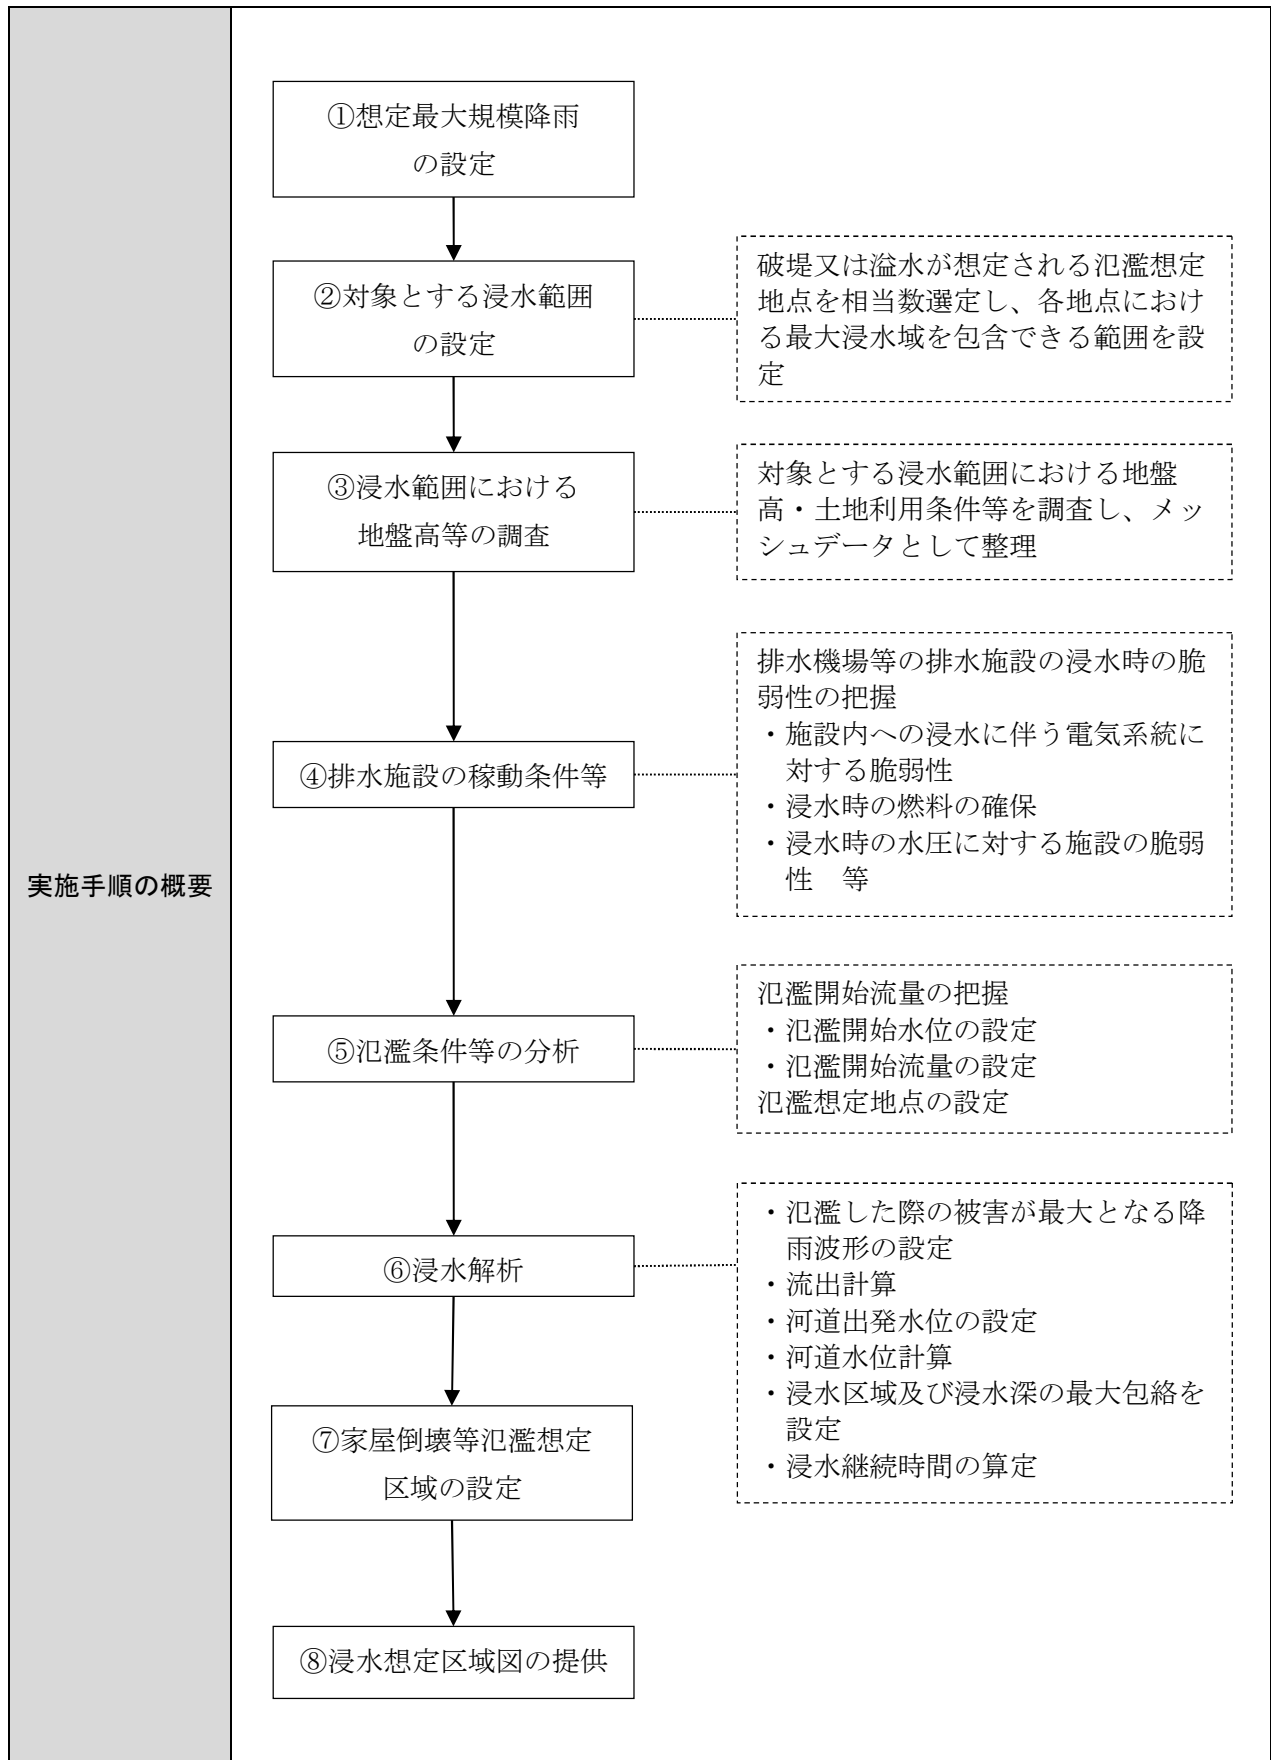 実施手順の概要
①想定最大規模降雨
の設定
②対象とする浸水範囲
の設定
破堤又は溢水が想定される氾濫想定
地点を相当数選定し、各地点におけ
る最大浸水域を包含できる範囲を設
定
③浸水範囲における
地盤高等の調査
対象とする浸水範囲における地盤
高・土地利用条件等を調査し、メッ
シュデータとして整理
④排水施設の稼動条件等
排水機場等の排水施設の浸水時の脆
弱性の把握
・施設内への浸水に伴う電気系統に
対する脆弱性
・浸水時の燃料の確保
・浸水時の水圧に対する施設の脆弱
性　等
⑤氾濫条件等の分析
氾濫開始流量の把握
・氾濫開始水位の設定
・氾濫開始流量の設定
氾濫想定地点の設定
⑥浸水解析
・氾濫した際の被害が最大となる降
雨波形の設定
・流出計算
・河道出発水位の設定
・河道水位計算
・浸水区域及び浸水深の最大包絡を
設定
・浸水継続時間の算定
⑦家屋倒壊等氾濫想定
区域の設定
⑧浸水想定区域図の提供